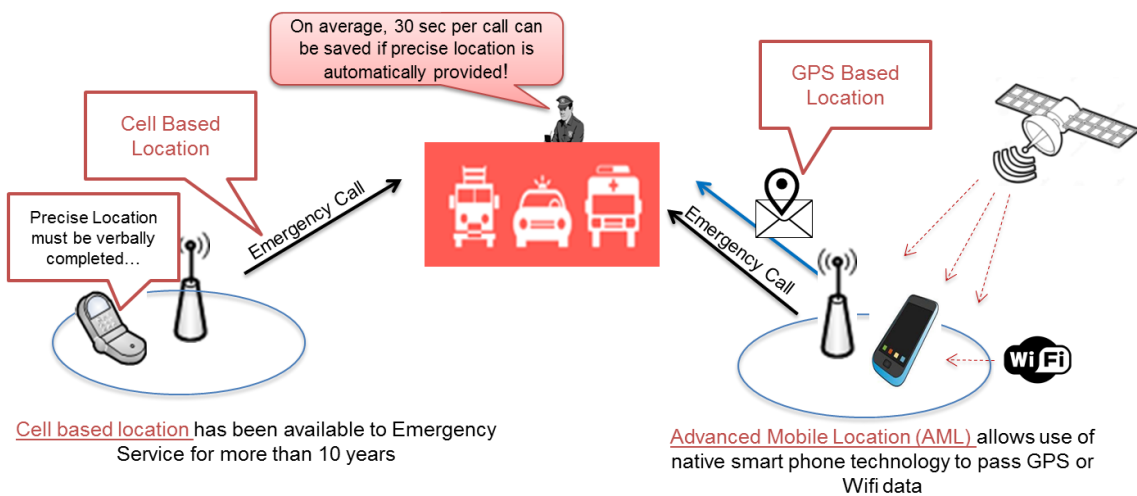 On average, 30 sec per call can
be saved if precise location is
automatically provided!
GPS Based
Location
Cell Based
Location
Precise Location
must be verbally
completed…
Emergency Call
Emergency Call
WiFi
Cell based location has been available to Emergency
Service for more than 10 years
Advanced Mobile Location (AML) allows use of
native smart phone technology to pass GPS or
Wifi data